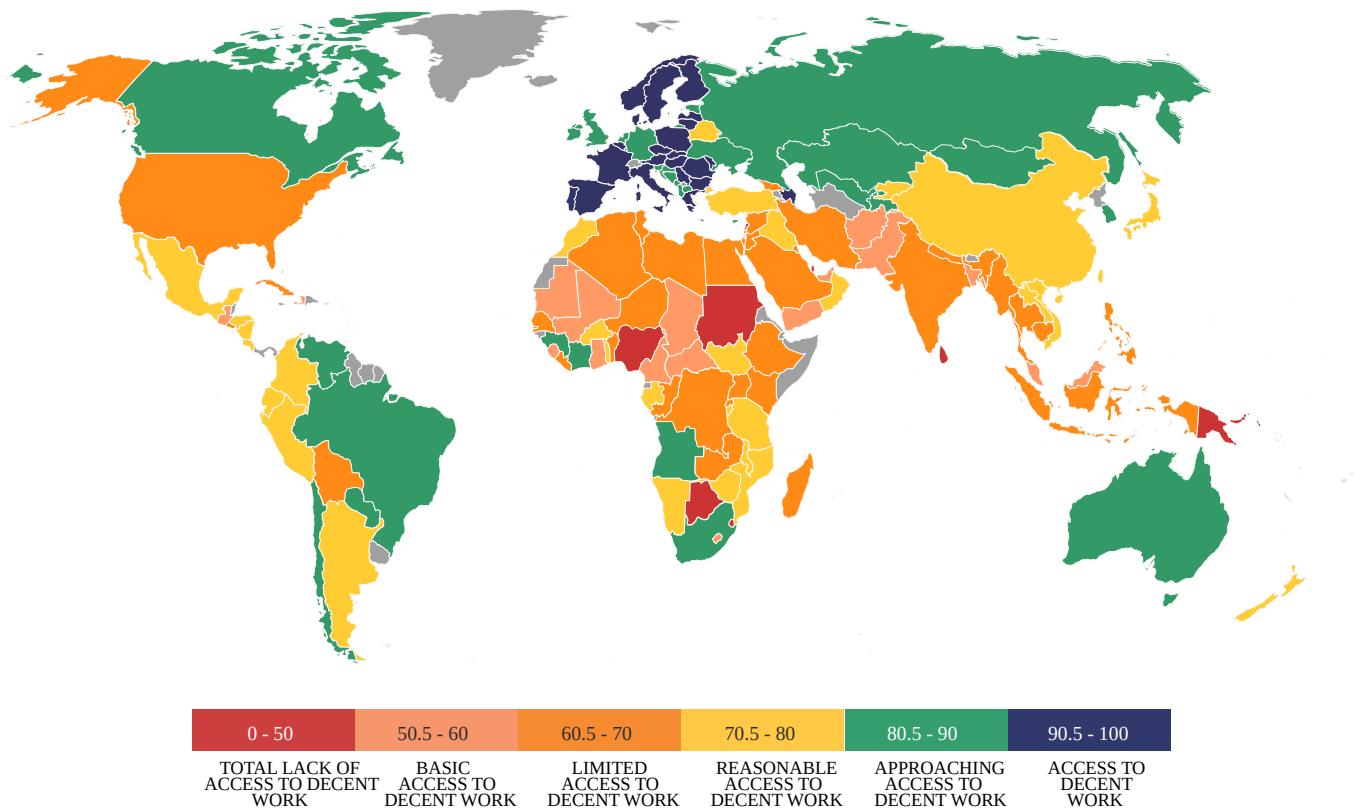 0 - 50 50.5 - 60 60.5 - 70 70.5 - 80 80.5 - 90 90.5 - 100
TOTAL LACK OF
ACCESS TO DECENT
WORK
BASIC
ACCESS TO
DECENT WORK
LIMITED
ACCESS TO
DECENT WORK
REASONABLE
ACCESS TO
DECENT WORK
APPROACHING
ACCESS TO
DECENT WORK
ACCESS TO
DECENT
WORK